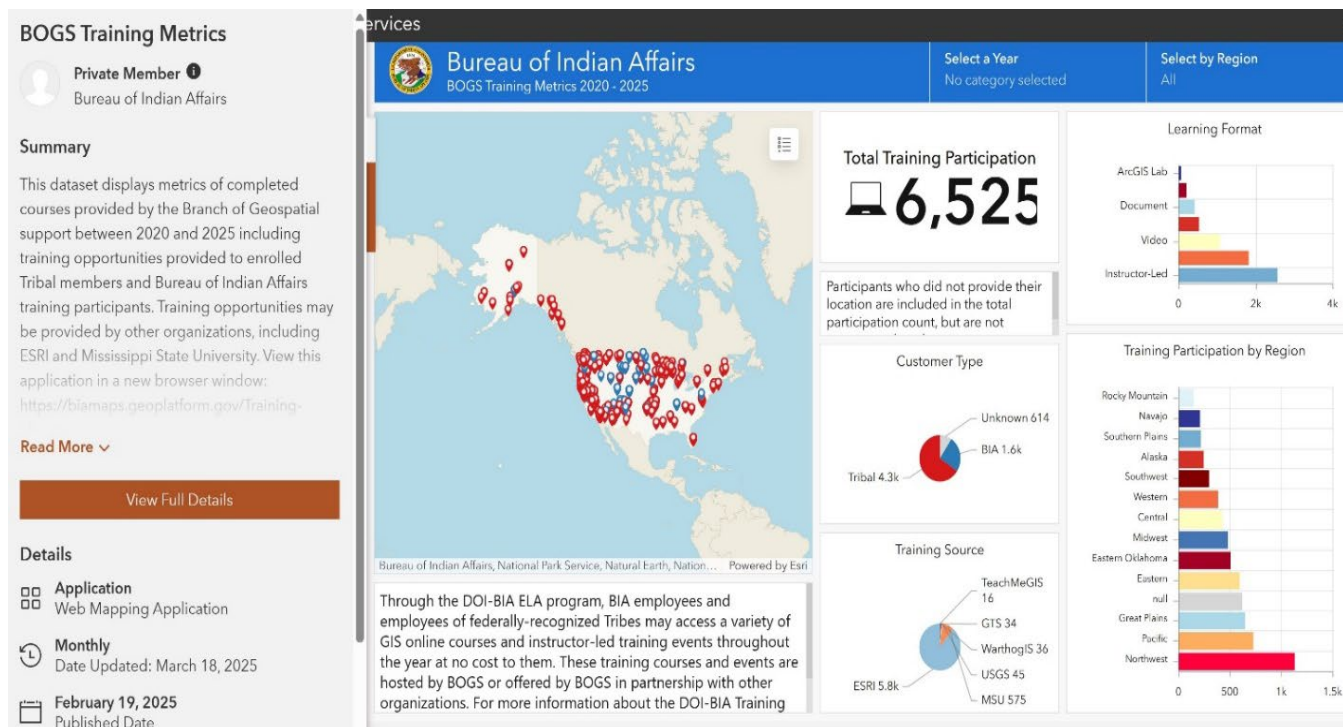 BOGS Training Metrics
Private Member
Bureau of Indian Affairs
Summary
This dataset displays metrics of completed
courses provided by the Branch of Geospatial
support between 2020 and 2025 including
training opportunities provided to enrolled
Tribal members and Bureau of Indian Affairs
training participants. Training opportunities may
be provided by other organizations, including
ESRI and Mississippi State University. View this
application in a new browser window:
https://biamaps.geoplatform.gov/Training-
Read More
View Full Details
Details
Application
Web Mapping Application
Monthly
Date Updated: March 18, 2025
February 19, 2025
Published Date
ervices
Bureau of Indian Affairs
BOGS Training Metrics 2020 - 2025
Select a Year
No category selected
Select by Region
All
Bureau of Indian Affairs, National Park Service, Natural Earth, Nation... Powered by Esri
Through the DOI-BIA ELA program, BIA employees and
employees of federally-recognized Tribes may access a variety of
GIS online courses and instructor-led training events throughout
the year at no cost to them. These training courses and events are
hosted by BOGS or offered by BOGS in partnership with other
organizations. For more information about the DOI-BIA Training
Total Training Participation
6,525
Participants who did not provide their
location are included in the total
participation count, but are not
Customer Type
Unknown 614
BIA 1.6k
Tribal 4.3k
Training Source
TeachMeGIS
16
GTS 34
WarthogIS 36
USGS 45
MSU 575
ESRI 5.8k
Learning Format
ArcGIS Lab
Document
Video
Instructor-Led
0 2k 4k
Training Participation by Region
Rocky Mountain
Navajo
Southern Plains
Alaska
Southwest
Western
Central
Midwest
Eastern Oklahoma
Eastern
null
Great Plains
Pacific
Northwest
0 500 1k 1.5k